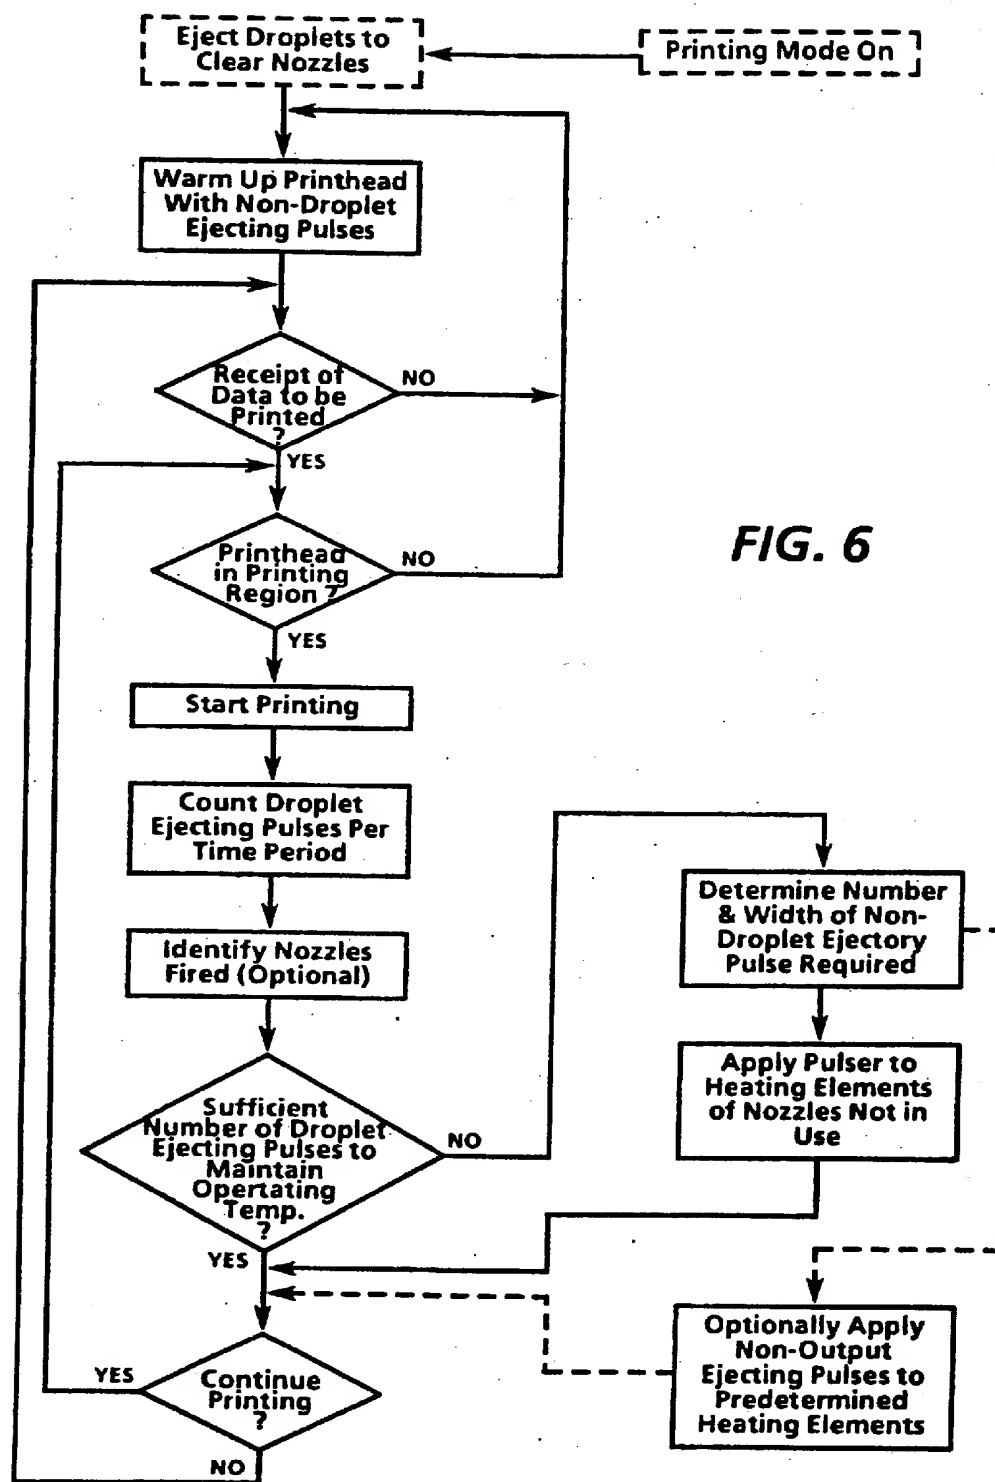 Eject Droplets to
Clear Nozzles
Printing Mode On
Warm Up Printhead
With Non-Droplet
Ejecting Pulses
Receipt of
Data to be
Printed
?
NO
YES
Printhead
in Printing
Region ?
NO
YES
FIG. 6
Start Printing
Count Droplet
Ejecting Pulses Per
Time Period
Identify Nozzles
Fired (Optional)
Sufficient
Number of Droplet
Ejecting Pulses to
Maintain
Opertating
Temp.
?
NO
YES
Determine Number
& Width of Non-
Droplet Ejectory
Pulse Required
Apply Pulser to
Heating Elements
of Nozzles Not in
Use
Optionally Apply
Non-Output
Ejecting Pulses to
Predetermined
Heating Elements
Continue
Printing
?
YES
NO